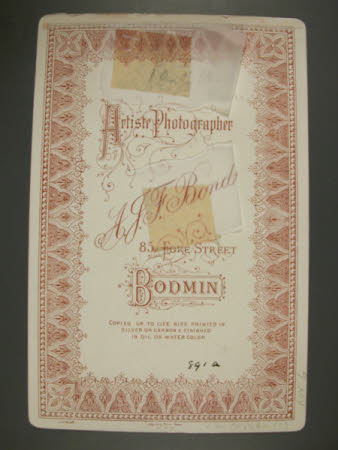 Artiste Photographer
A.J.F. Bond
85, Fore Street
Bodmin
COPIES UP TO LIFE SIZE PRINTED IN
SILVER OR CARBON & FINISHED
IN OIL OR WATER COLOR
891a